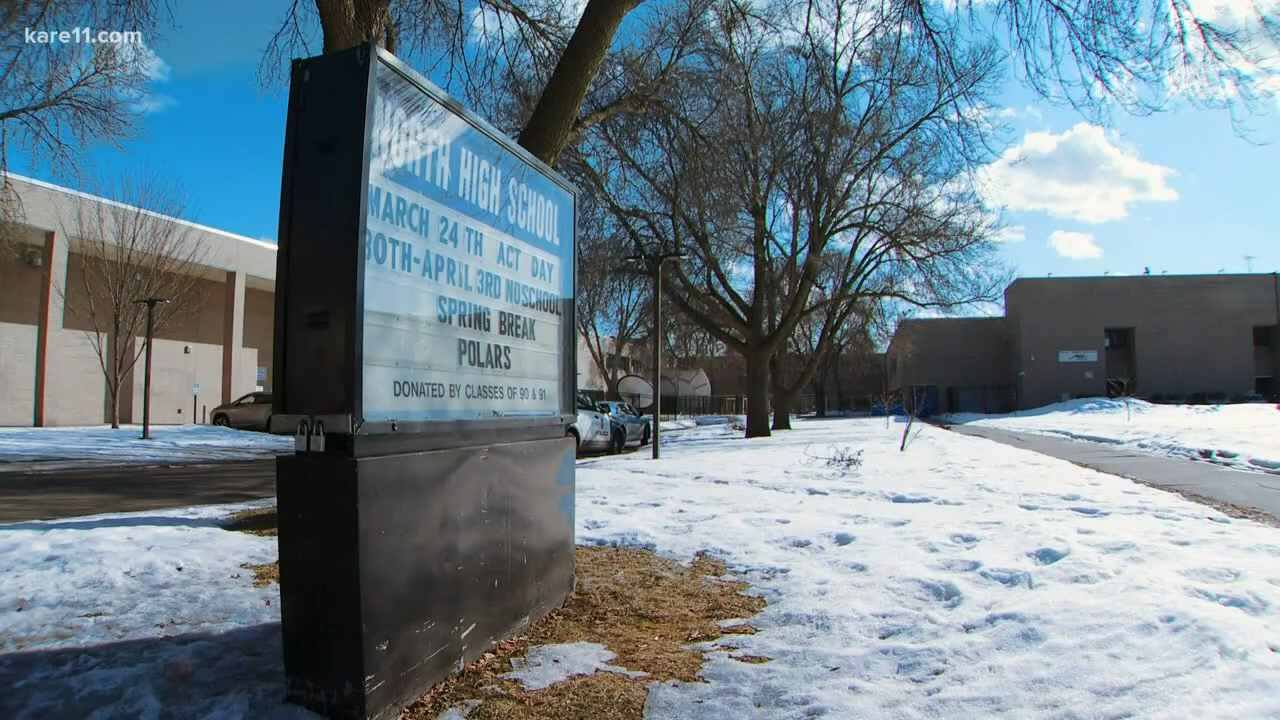 kare11.com
NORTH HIGH SCHOOL
MARCH 24 TH ACT DAY
30TH-APRIL 3RD NOSCHOOL
SPRING BREAK
POLARS
DONATED BY CLASSES OF 90 & 91